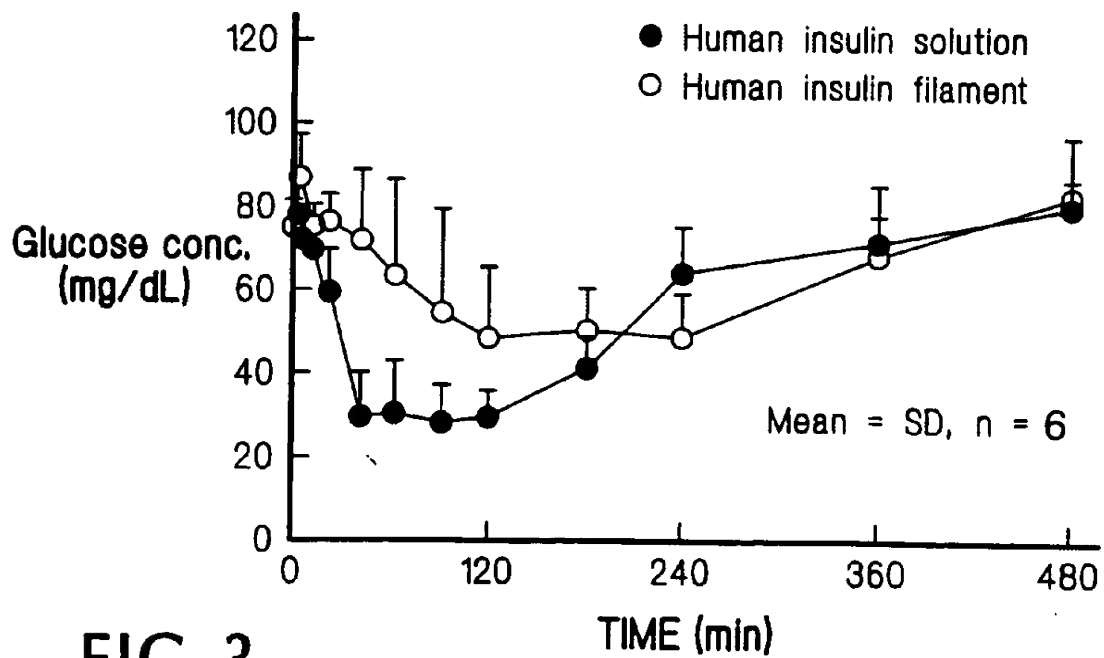 120
100
80
60
40
20
0
Glucose conc.
(mg/dL)
● Human insulin solution
○ Human insulin filament
Mean = SD, n = 6
0 120 240 360 480
TIME (min)